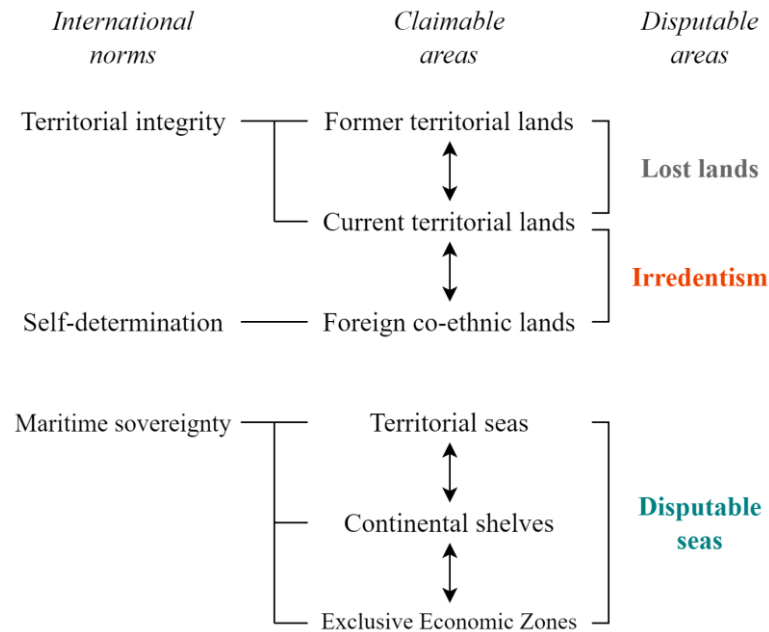 International norms
Claimable areas
Disputable areas
Territorial integrity
Former territorial lands
Lost lands
Current territorial lands
Irredentism
Self-determination
Foreign co-ethnic lands
Maritime sovereignty
Territorial seas
Continental shelves
Disputable seas
Exclusive Economic Zones